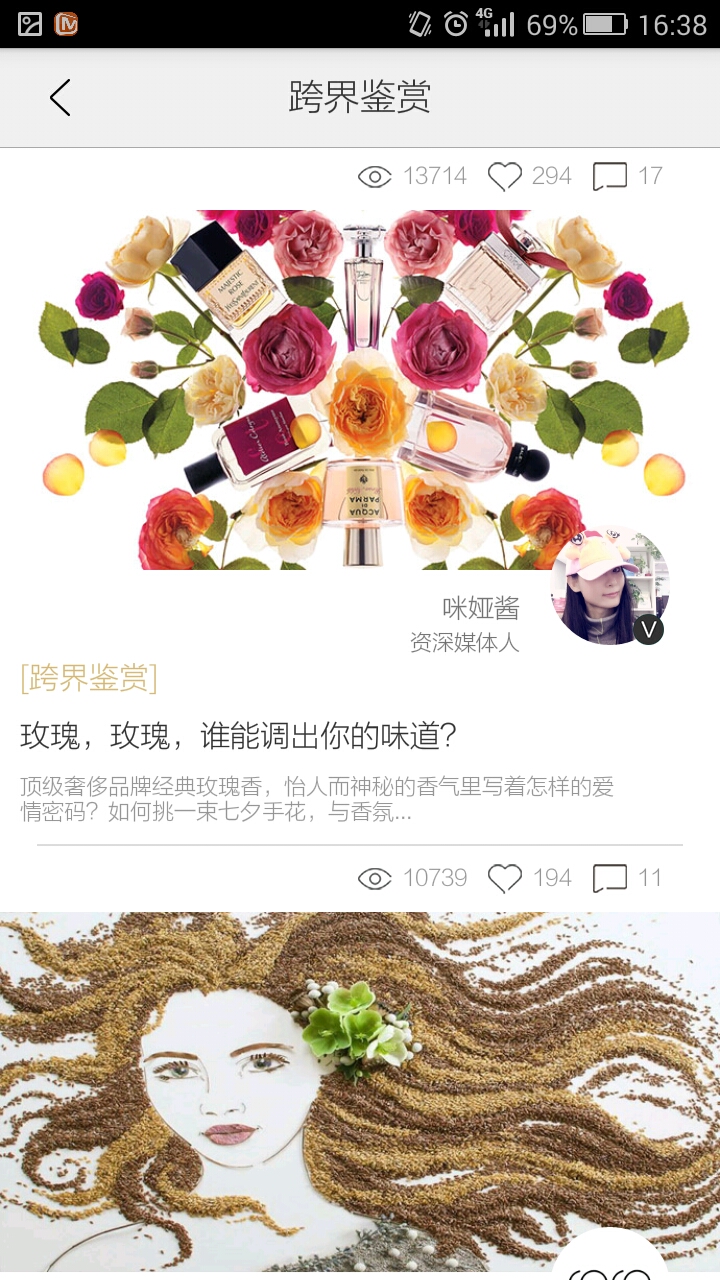 4G 69% 16:38
跨界鉴赏
13714 294 17
MAJESTIC
ROSE
YvesSaintLaurent
ACQUA
DI
PARMA
咪娅酱
V
资深媒体人
[跨界鉴赏]
玫瑰，玫瑰，谁能调出你的味道？
顶级奢侈品牌经典玫瑰香，怡人而神秘的香气里写着怎样的爱
情密码？如何挑一束七夕手花，与香氛...
10739 194 11